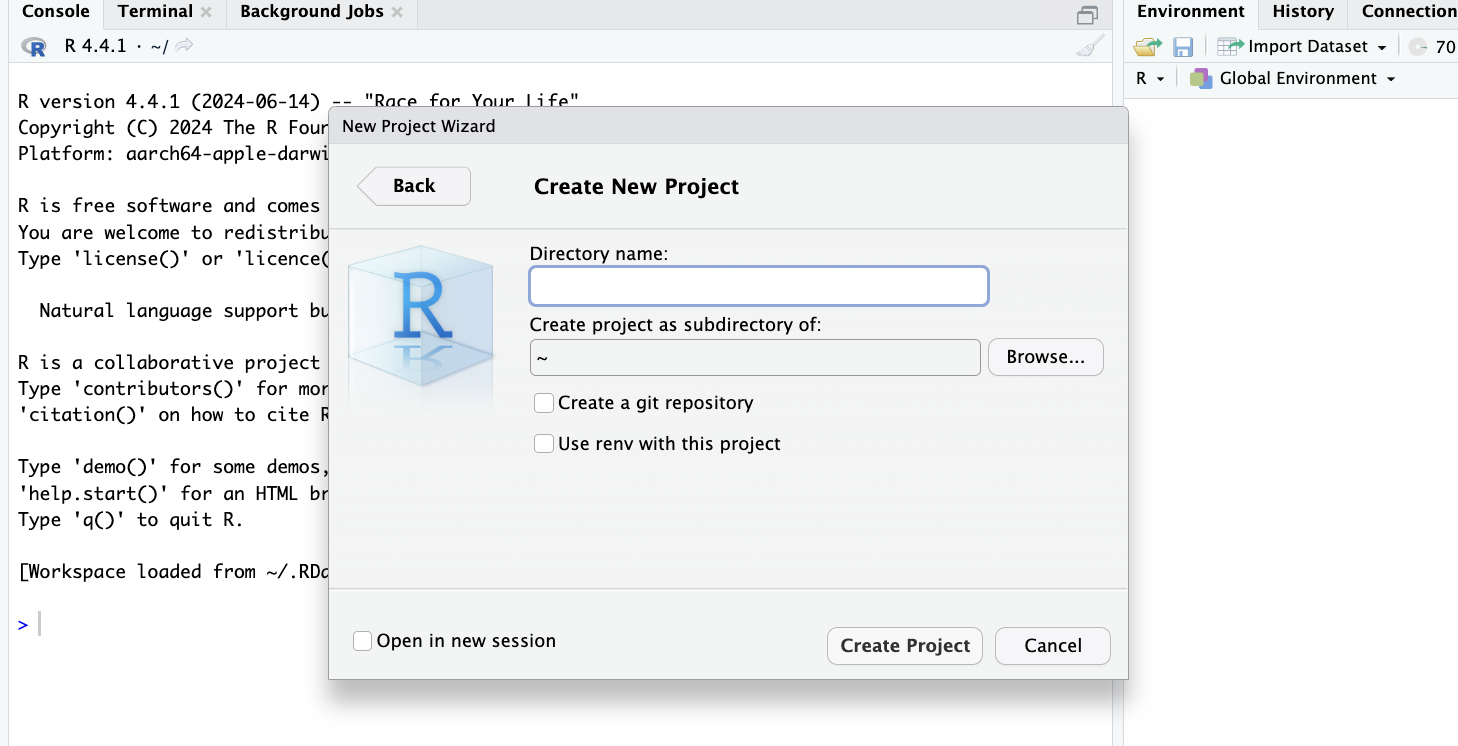 Console Terminal Background Jobs
R 4.4.1 · ~/
R version 4.4.1 (2024-06-14) -- "Race for Your Life"
Copyright (C) 2024 The R Four
Platform: aarch64-apple-darwi
R is free software and comes
You are welcome to redistribu
Type 'license()' or 'licence(
Natural language support bu
R is a collaborative project
Type 'contributors()' for mor
'citation()' on how to cite R
Type 'demo()' for some demos,
'help.start()' for an HTML br
Type 'q()' to quit R.
[Workspace loaded from ~/.RDa
>
New Project Wizard
Back
Create New Project
R
Directory name:
Create project as subdirectory of:
~
Browse...
Create a git repository
Use renv with this project
Open in new session
Create Project
Cancel
Environment History Connection
Import Dataset 70
R Global Environment